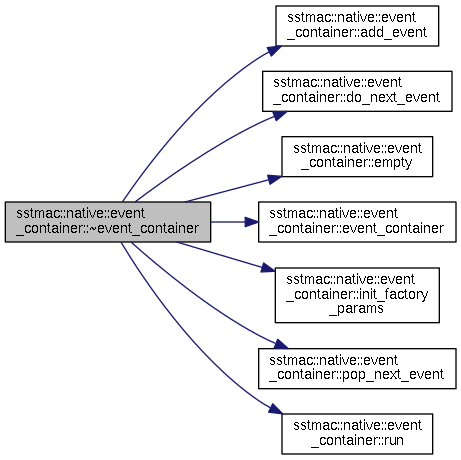 sstmac::native::event
_container::add_event
sstmac::native::event
_container::do_next_event
sstmac::native::event
_container::empty
sstmac::native::event
_container::~event_container
sstmac::native::event
_container::event_container
sstmac::native::event
_container::init_factory
_params
sstmac::native::event
_container::pop_next_event
sstmac::native::event
_container::run